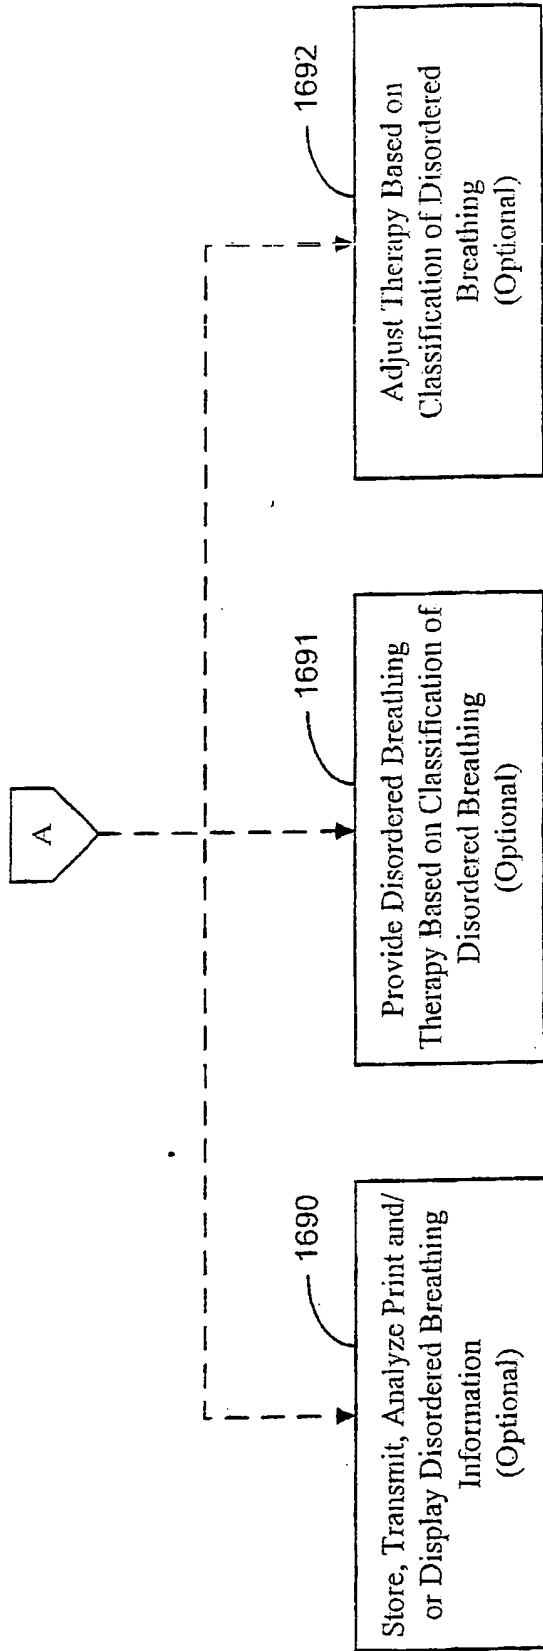 A
1690
Store, Transmit, Analyze Print and/
or Display Disordered Breathing
Information
(Optional)
1691
Provide Disordered Breathing
Therapy Based on Classification of
Disordered Breathing
(Optional)
1692
Adjust Therapy Based on
Classification of Disordered
Breathing
(Optional)